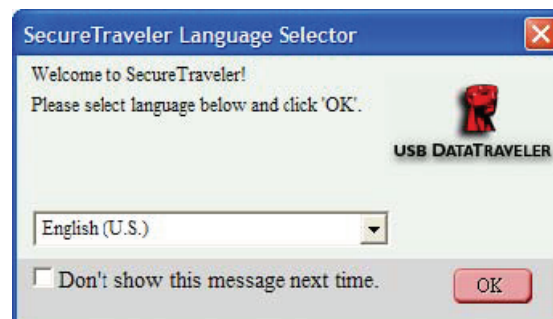 SecureTraveler Language Selector
Welcome to SecureTraveler!
Please select language below and click 'OK'.
USB DATATRAVELER
English (U.S.)
Don't show this message next time.
OK